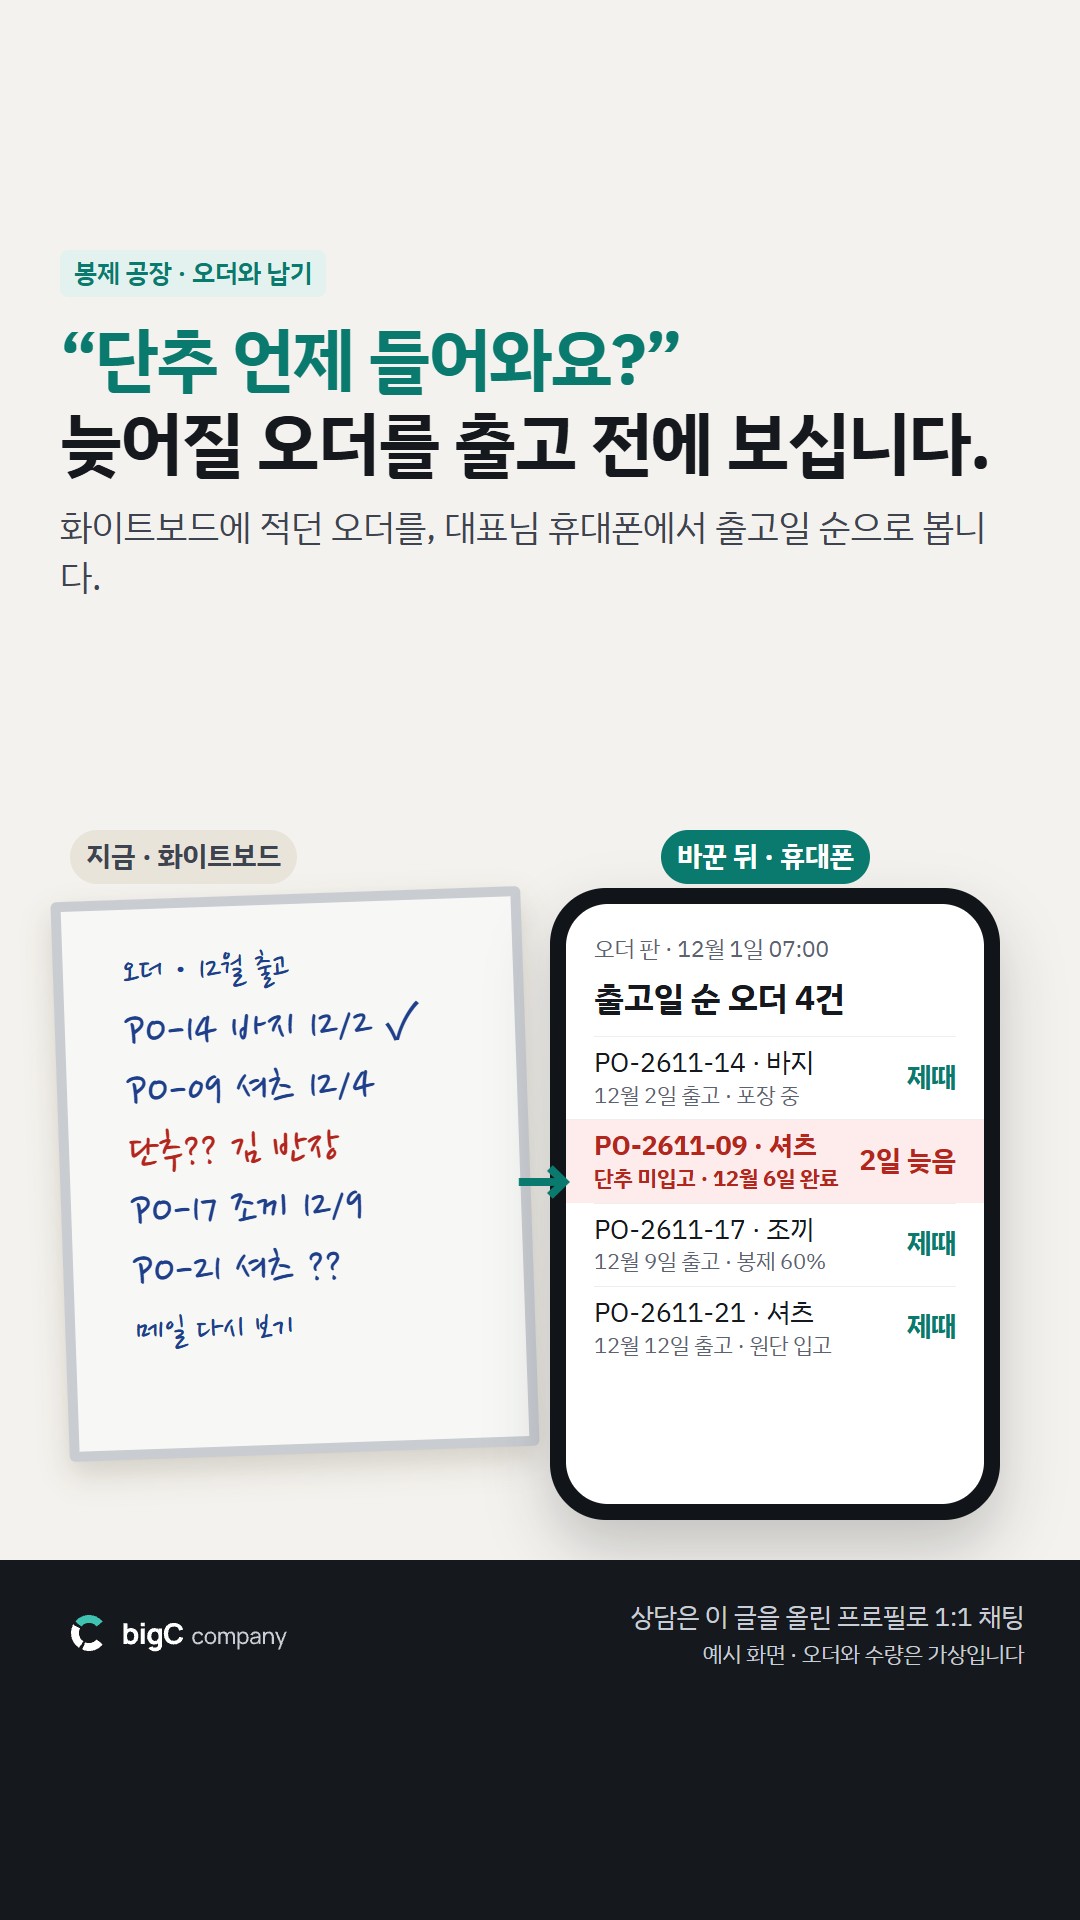 봉제 공장 · 오더와 납기
“단추 언제 들어와요?”
늦어질 오더를 출고 전에 보십니다.
화이트보드에 적던 오더를, 대표님 휴대폰에서 출고일 순으로 봅니
다.
지금 · 화이트보드
오더 · 12월 출고
PO-14 바지 12/2 ✓
PO-09 셔츠 12/4
단추?? 김 반장
PO-17 조끼 12/9
PO-21 셔츠 ??
메일 다시 보기
→
바꾼 뒤 · 휴대폰
오더 판 · 12월 1일 07:00
출고일 순 오더 4건
PO-2611-14 · 바지
12월 2일 출고 · 포장 중
제때
PO-2611-09 · 셔츠
단추 미입고 · 12월 6일 완료
2일 늦음
PO-2611-17 · 조끼
12월 9일 출고 · 봉제 60%
제때
PO-2611-21 · 셔츠
12월 12일 출고 · 원단 입고
제때
bigC company
상담은 이 글을 올린 프로필로 1:1 채팅
예시 화면 · 오더와 수량은 가상입니다